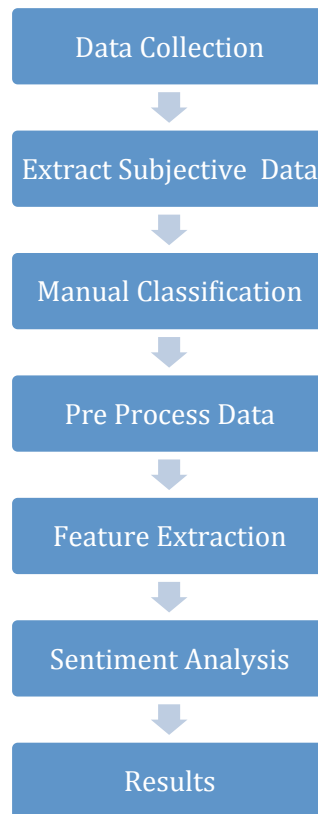 Data Collection
Extract Subjective  Data
Manual Classification
Pre Process Data
Feature Extraction
Sentiment Analysis
Results